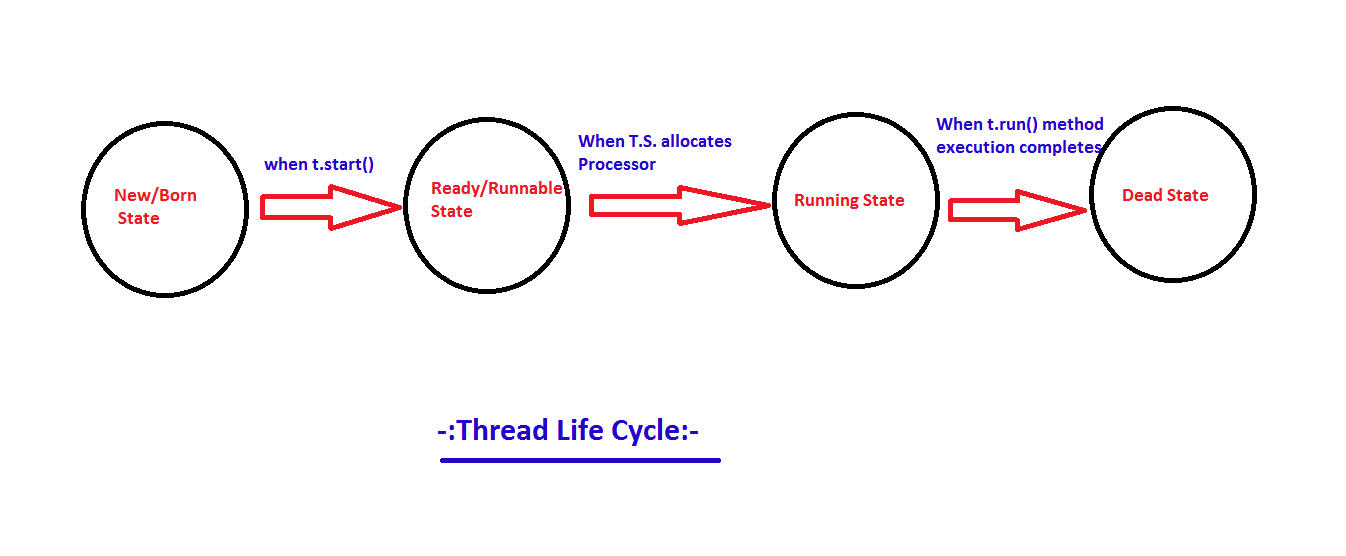 New/Born
State
when t.start()
Ready/Runnable
State
When T.S. allocates
Processor
Running State
When t.run() method
execution completes
Dead State
-:Thread Life Cycle:-